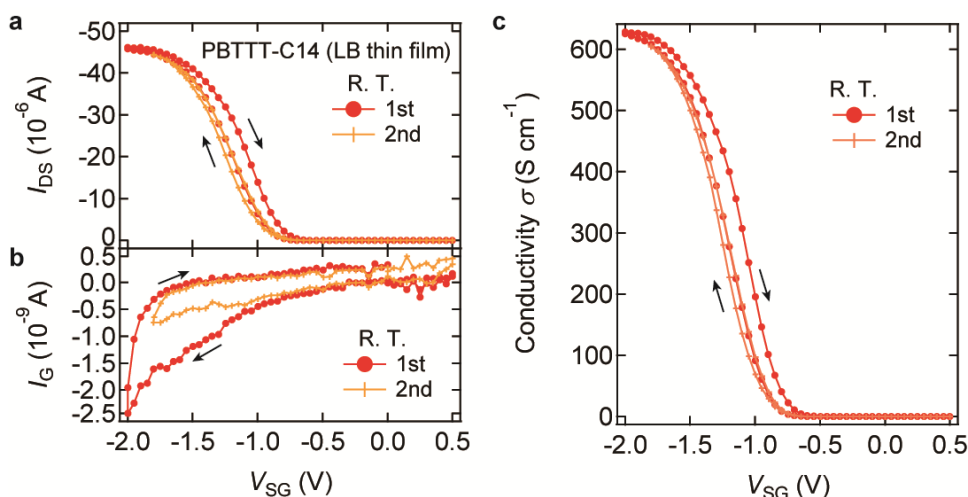 a
PBTTT-C14 (LB thin film)
R. T.
1st
2nd
I_DS (10^-6 A)
-50
-40
-30
-20
-10
0
b
R. T.
1st
2nd
I_G (10^-9 A)
0.5
0.0
-0.5
-1.0
-1.5
-2.0
-2.5
-2.0 -1.5 -1.0 -0.5 0.0 0.5
V_SG (V)
c
R. T.
1st
2nd
Conductivity σ (S cm^-1)
600
500
400
300
200
100
0
-2.0 -1.5 -1.0 -0.5 0.0 0.5
V_SG (V)